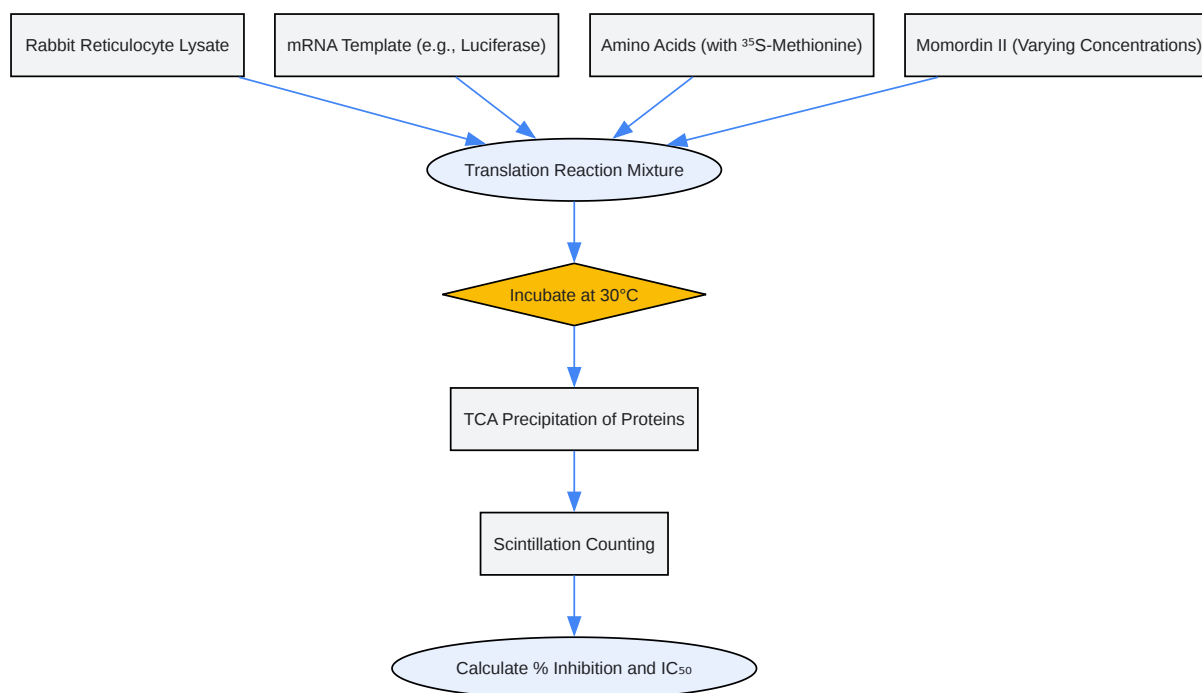 Rabbit Reticulocyte Lysate
mRNA Template (e.g., Luciferase)
Amino Acids (with ³⁵S-Methionine)
Momordin II (Varying Concentrations)
Translation Reaction Mixture
Incubate at 30°C
TCA Precipitation of Proteins
Scintillation Counting
Calculate % Inhibition and IC₅₀